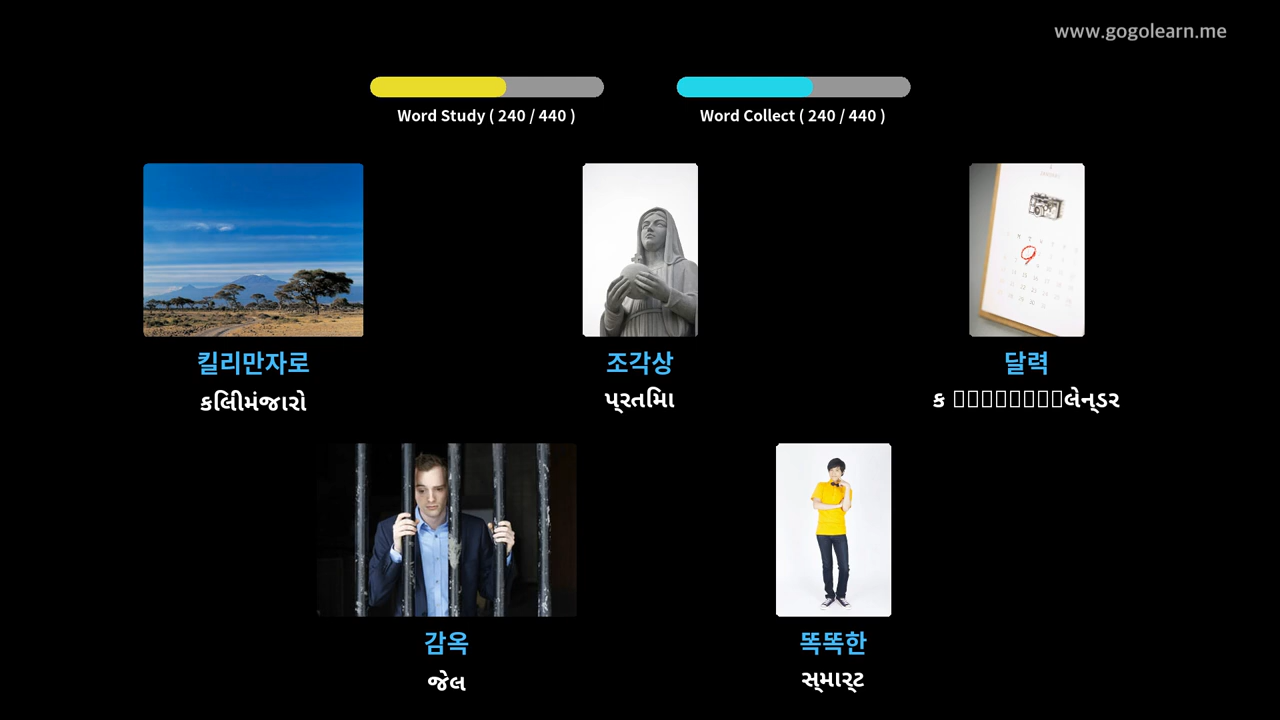 www.gogolearn.me
Word Study ( 240 / 440 )
Word Collect ( 240 / 440 )
킬리만자로
조각상
달력
કિલીમંજારો
પ્રતિમા
ક □□□□□□□□લેન્ડર
감옥
똑똑한
જેલ
સ્માર્ટ